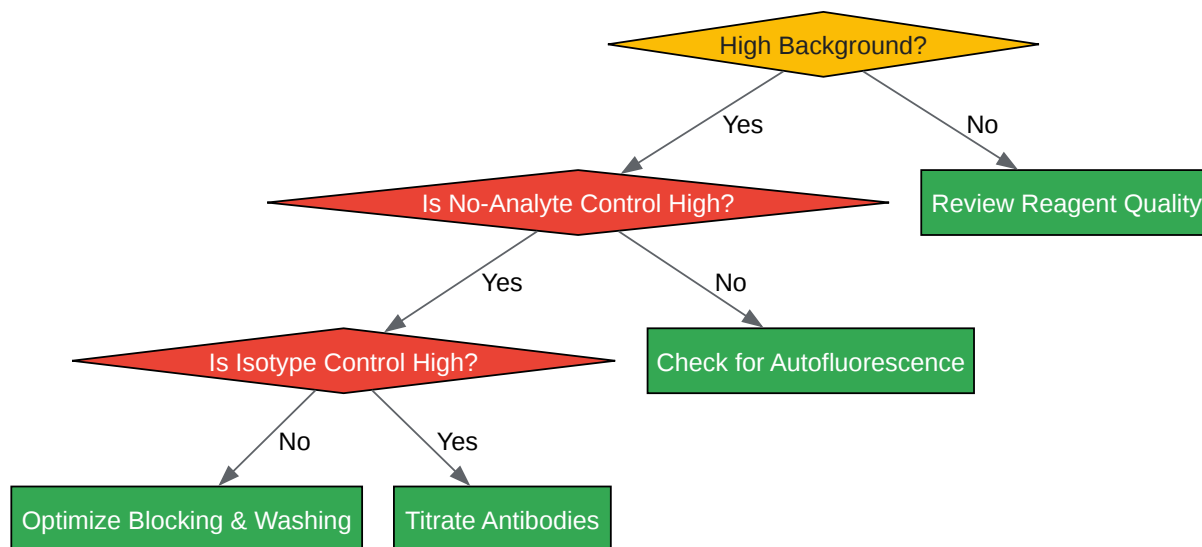 High Background?
Yes
No
Is No-Analyte Control High?
Review Reagent Quality
Yes
No
Is Isotype Control High?
Check for Autofluorescence
No
Yes
Optimize Blocking & Washing
Titrate Antibodies